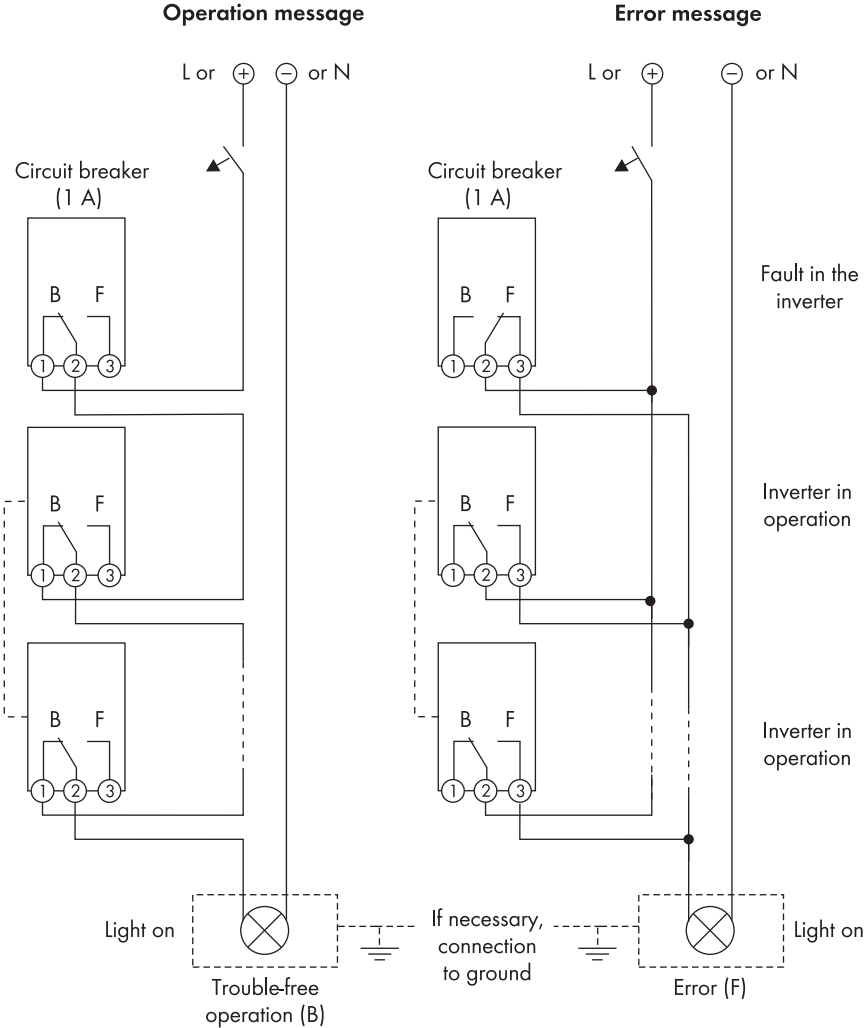 Operation message
Error message
L or + − or N
L or + − or N
Circuit breaker
(1 A)
Circuit breaker
(1 A)
B F
1 2 3
B F
1 2 3
Fault in the
inverter
B F
1 2 3
B F
1 2 3
Inverter in
operation
B F
1 2 3
B F
1 2 3
Inverter in
operation
Light on
If necessary,
connection
to ground
Light on
Trouble-free
operation (B)
Error (F)